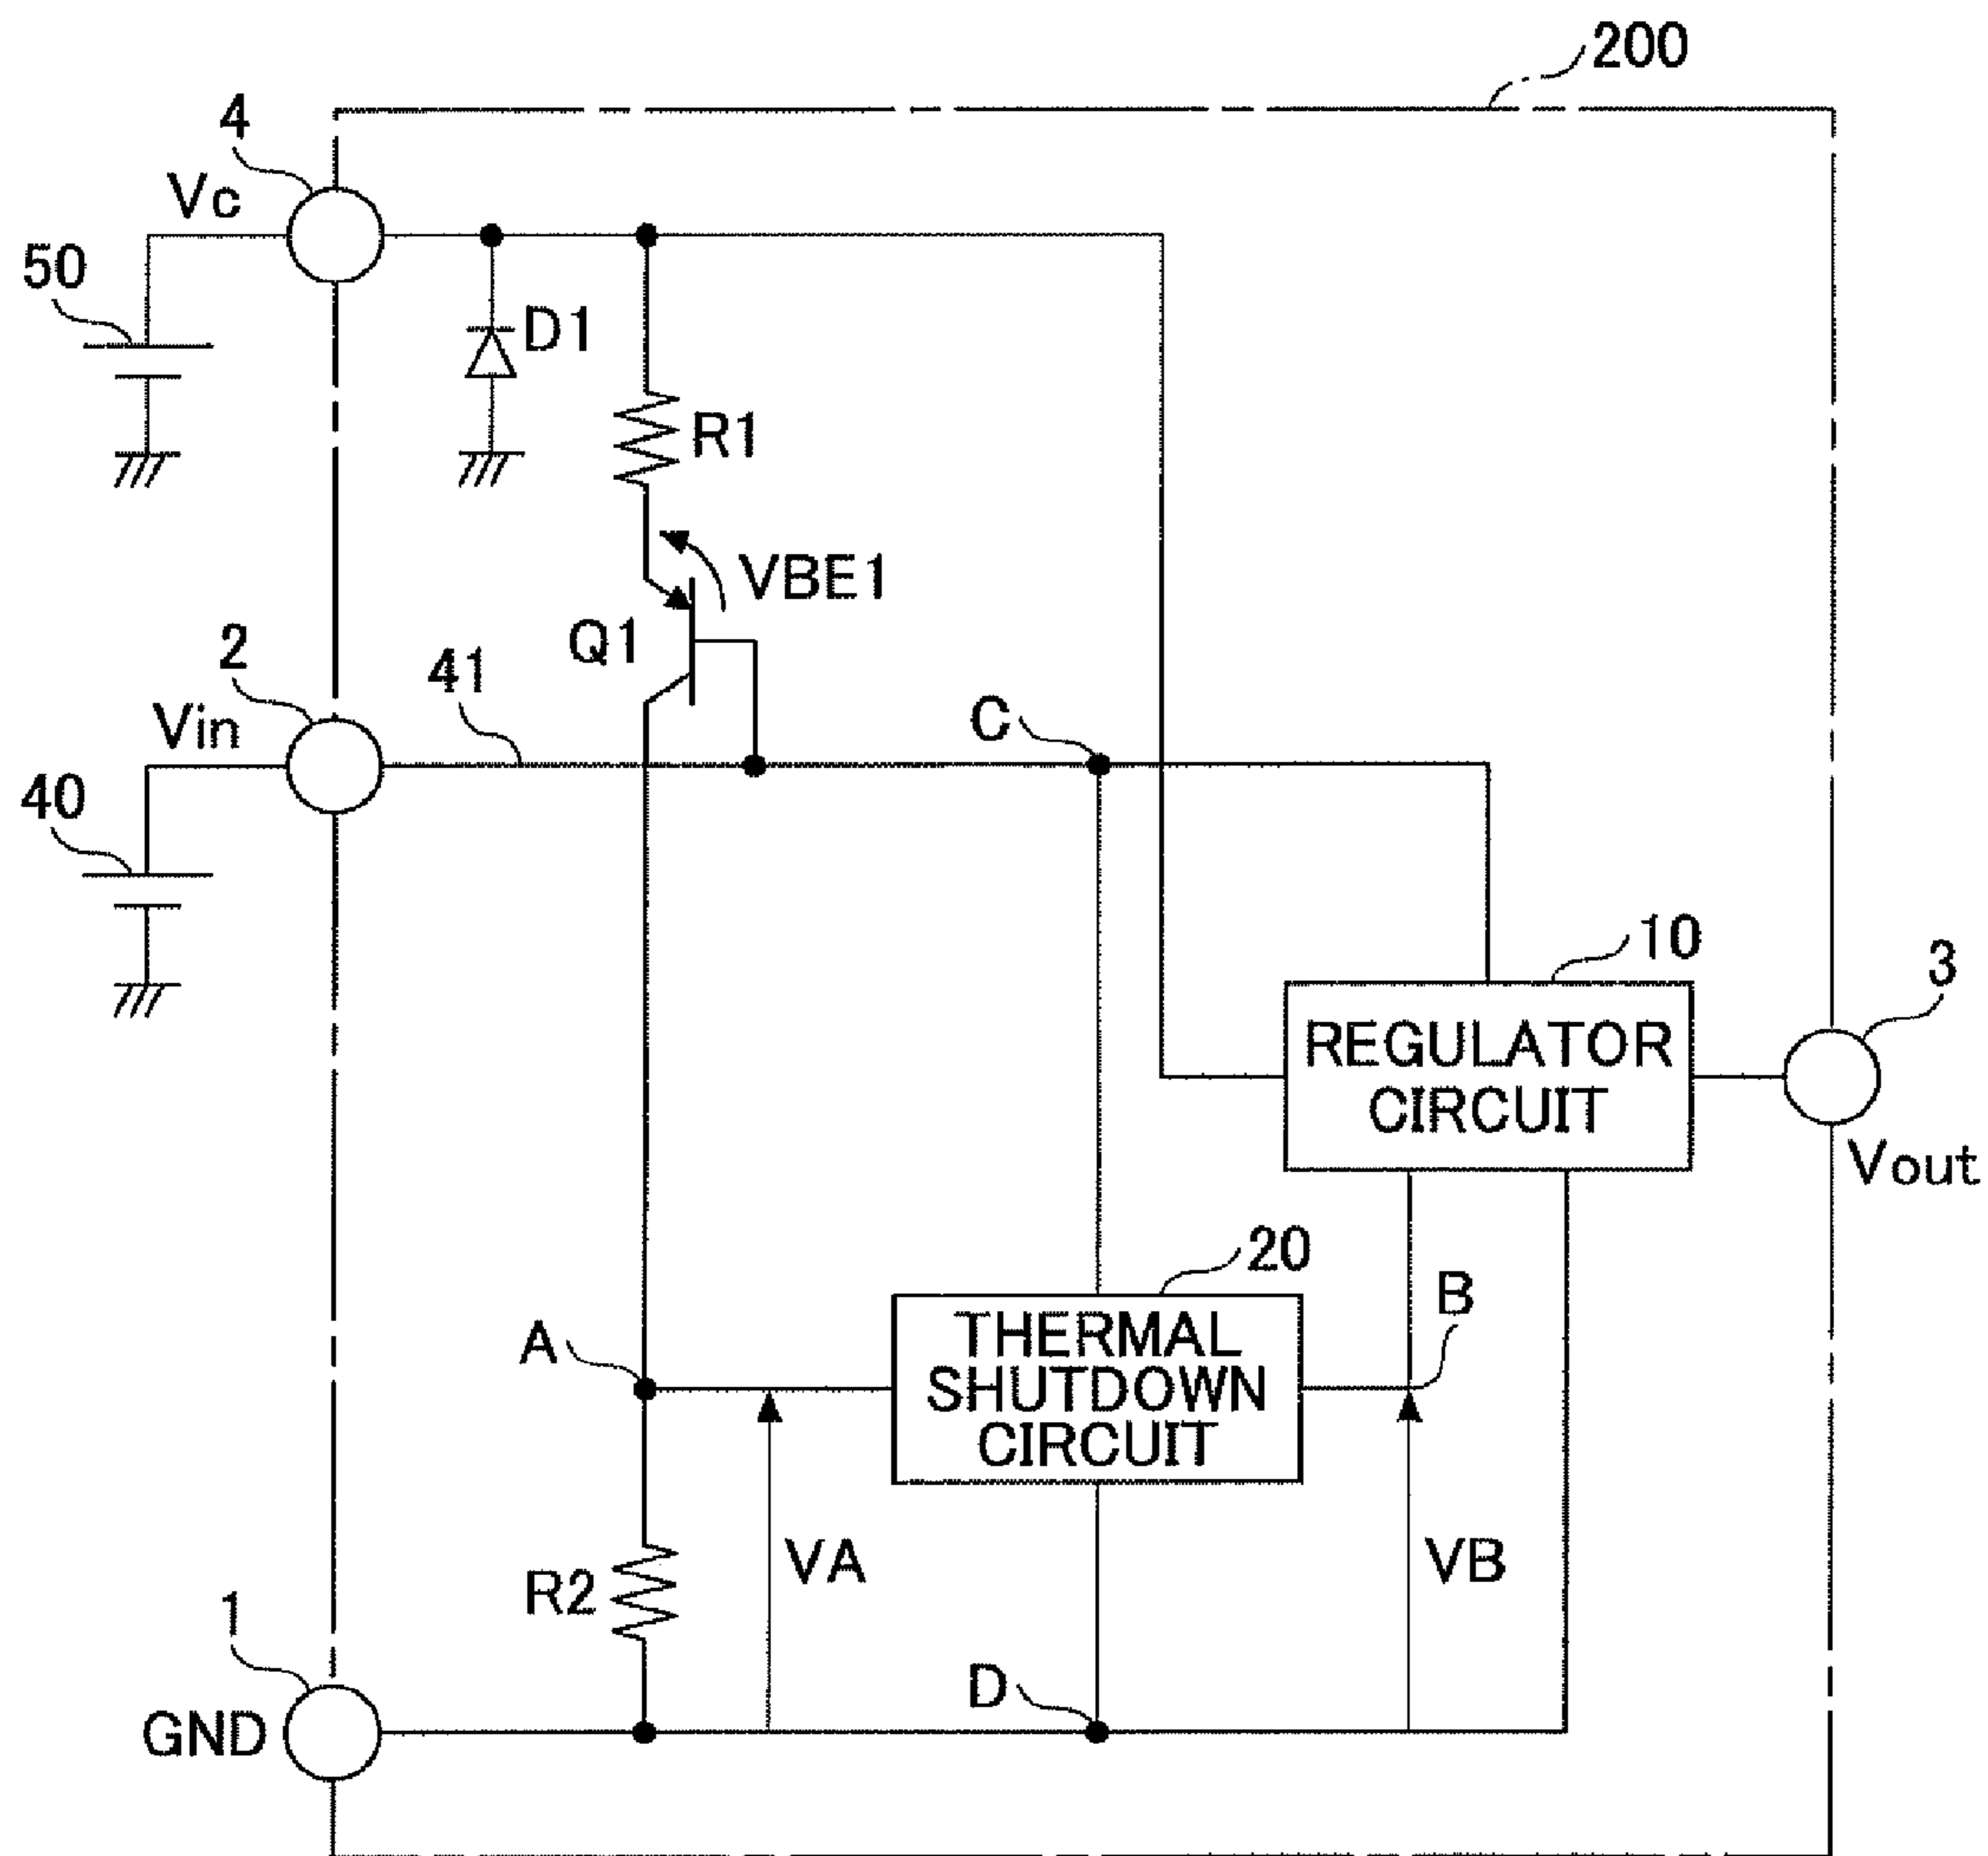 200
4
Vc
50
D1
R1
VBE1
Q1
2
41
Vin
C
40
10
3
REGULATOR
CIRCUIT
Vout
20
B
A
THERMAL
SHUTDOWN
CIRCUIT
VA
VB
R2
1
D
GND